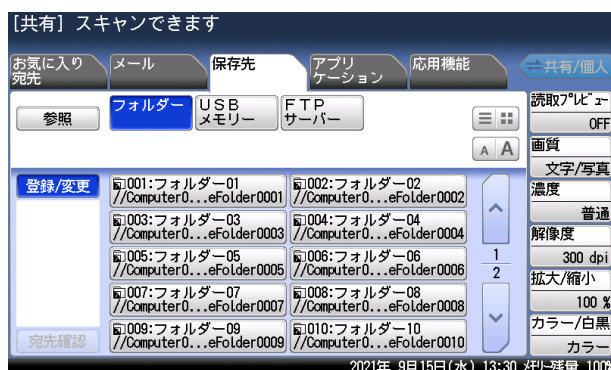 [共有] スキャンできます
お気に入り
宛先
メール
保存先
アプリ
ケーション
応用機能
共有/個人
参照
フォルダー
USB
メモリー
FTP
サーバー
A A
登録/変更
001:フォルダー01
//Computer0...eFolder0001
002:フォルダー02
//Computer0...eFolder0002
003:フォルダー03
//Computer0...eFolder0003
004:フォルダー04
//Computer0...eFolder0004
005:フォルダー05
//Computer0...eFolder0005
006:フォルダー06
//Computer0...eFolder0006
007:フォルダー07
//Computer0...eFolder0007
008:フォルダー08
//Computer0...eFolder0008
009:フォルダー09
//Computer0...eFolder0009
010:フォルダー10
//Computer0...eFolder0010
1
2
宛先確認
読取プレビュー
OFF
画質
文字/写真
濃度
普通
解像度
300 dpi
拡大/縮小
100 %
カラー/白黒
カラー
2021年 9月15日(水) 13:30 メモリー残量 100%